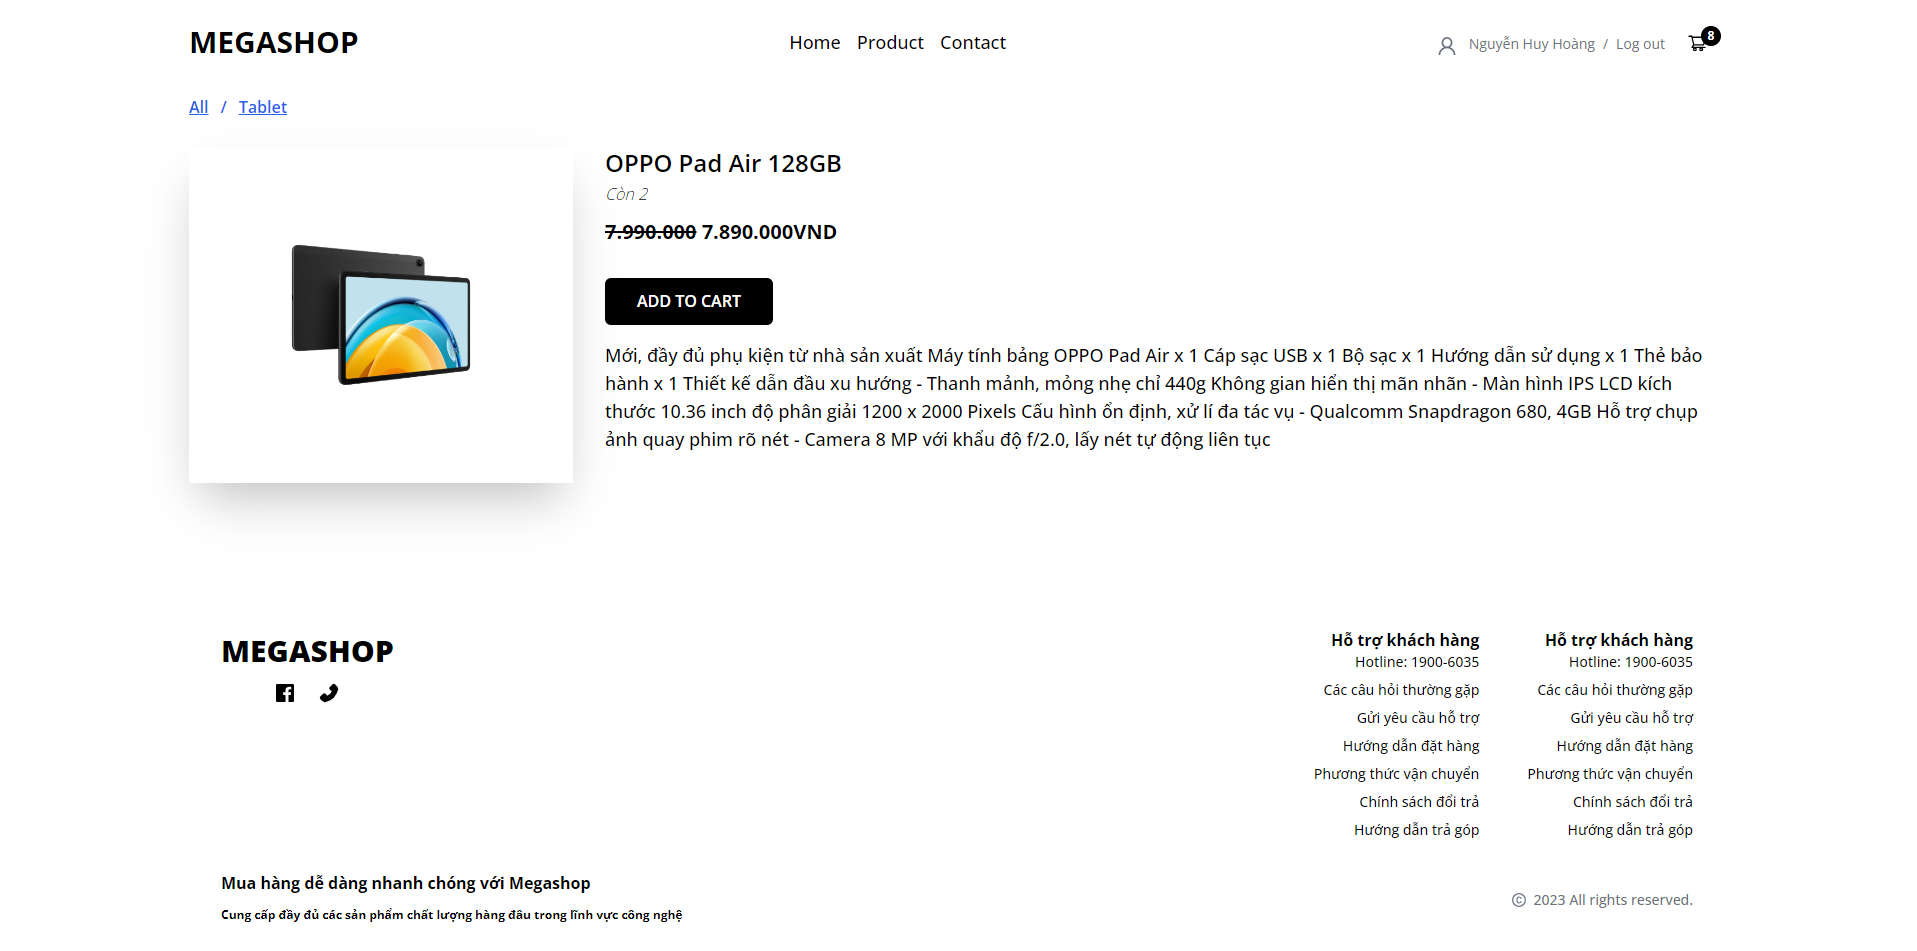 MEGASHOP
Home Product Contact
Nguyễn Huy Hoàng / Log out
8
All / Tablet
OPPO Pad Air 128GB
Còn 2
7.990.000 7.890.000VND
ADD TO CART
Mới, đầy đủ phụ kiện từ nhà sản xuất Máy tính bảng OPPO Pad Air x 1 Cáp sạc USB x 1 Bộ sạc x 1 Hướng dẫn sử dụng x 1 Thẻ bảo
hành x 1 Thiết kế dẫn đầu xu hướng - Thanh mảnh, mỏng nhẹ chỉ 440g Không gian hiển thị mãn nhãn - Màn hình IPS LCD kích
thước 10.36 inch độ phân giải 1200 x 2000 Pixels Cấu hình ổn định, xử lí đa tác vụ - Qualcomm Snapdragon 680, 4GB Hỗ trợ chụp
ảnh quay phim rõ nét - Camera 8 MP với khẩu độ f/2.0, lấy nét tự động liên tục
MEGASHOP
Hỗ trợ khách hàng
Hotline: 1900-6035
Các câu hỏi thường gặp
Gửi yêu cầu hỗ trợ
Hướng dẫn đặt hàng
Phương thức vận chuyển
Chính sách đổi trả
Hướng dẫn trả góp
Hỗ trợ khách hàng
Hotline: 1900-6035
Các câu hỏi thường gặp
Gửi yêu cầu hỗ trợ
Hướng dẫn đặt hàng
Phương thức vận chuyển
Chính sách đổi trả
Hướng dẫn trả góp
Mua hàng dễ dàng nhanh chóng với Megashop
Cung cấp đầy đủ các sản phẩm chất lượng hàng đâu trong lĩnh vực công nghệ
© 2023 All rights reserved.